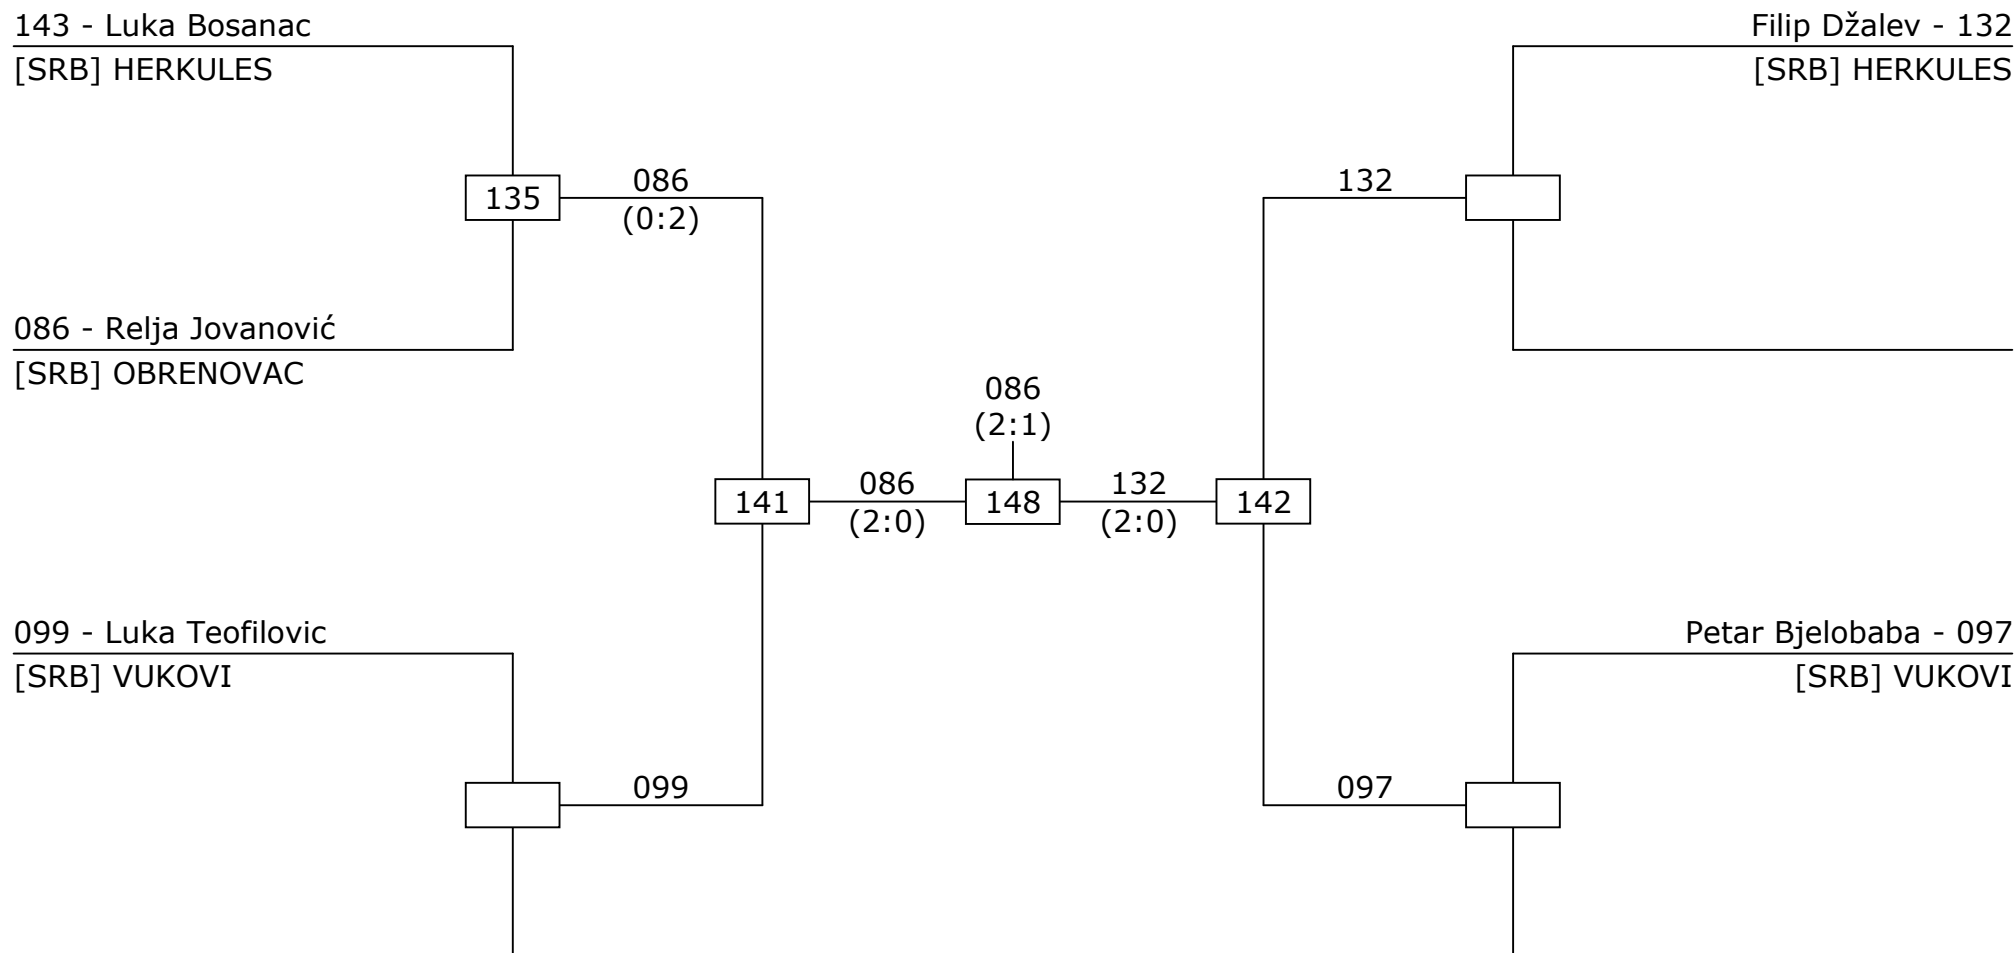 143 - Luka Bosanac
[SRB] HERKULES
Filip Džalev - 132
[SRB] HERKULES
135
086
(0:2)
132
086 - Relja Jovanović
[SRB] OBRENOVAC
086
(2:1)
141
086
(2:0)
148
132
(2:0)
142
099 - Luka Teofilovic
[SRB] VUKOVI
Petar Bjelobaba - 097
[SRB] VUKOVI
099
097